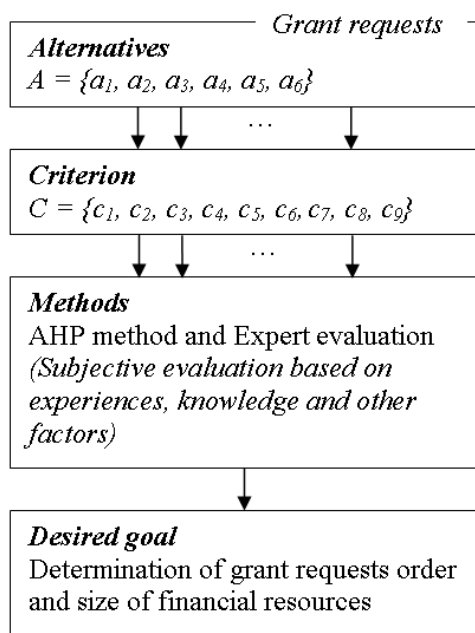 Grant requests
Alternatives
A = {a₁, a₂, a₃, a₄, a₅, a₆}
...
Criterion
C = {c₁, c₂, c₃, c₄, c₅, c₆, c₇, c₈, c₉}
...
Methods
AHP method and Expert evaluation
(Subjective evaluation based on
experiences, knowledge and other
factors)
Desired goal
Determination of grant requests order
and size of financial resources